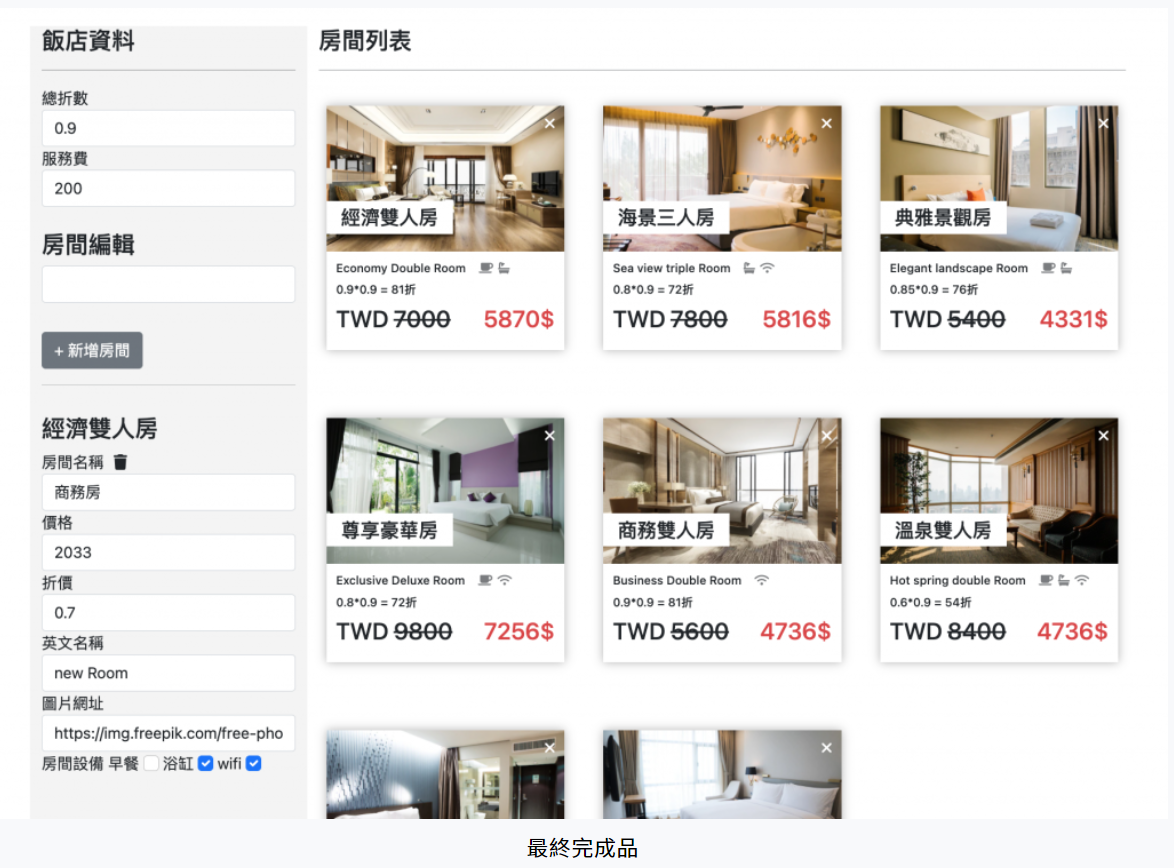 飯店資料
總折數
0.9
服務費
200
房間編輯
+ 新增房間
經濟雙人房
房間名稱
商務房
價格
2033
折價
0.7
英文名稱
new Room
圖片網址
https://img.freepik.com/free-pho
房間設備 早餐 浴缸 wifi
房間列表
經濟雙人房
Economy Double Room
0.9*0.9 = 81折
TWD 7000 5870$
海景三人房
Sea view triple Room
0.8*0.9 = 72折
TWD 7800 5816$
典雅景觀房
Elegant landscape Room
0.85*0.9 = 76折
TWD 5400 4331$
尊享豪華房
Exclusive Deluxe Room
0.8*0.9 = 72折
TWD 9800 7256$
商務雙人房
Business Double Room
0.9*0.9 = 81折
TWD 5600 4736$
溫泉雙人房
Hot spring double Room
0.6*0.9 = 54折
TWD 8400 4736$
最終完成品